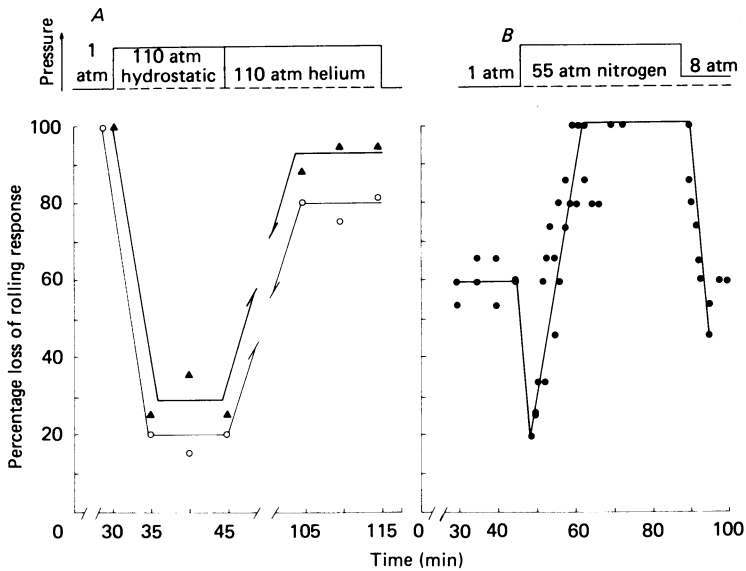 A
B
Pressure
1 atm
110 atm hydrostatic
110 atm helium
1 atm
55 atm nitrogen
8 atm
Percentage loss of rolling response
100
80
60
40
20
0
30
35
45
105
115
0
30
40
60
80
100
Time (min)